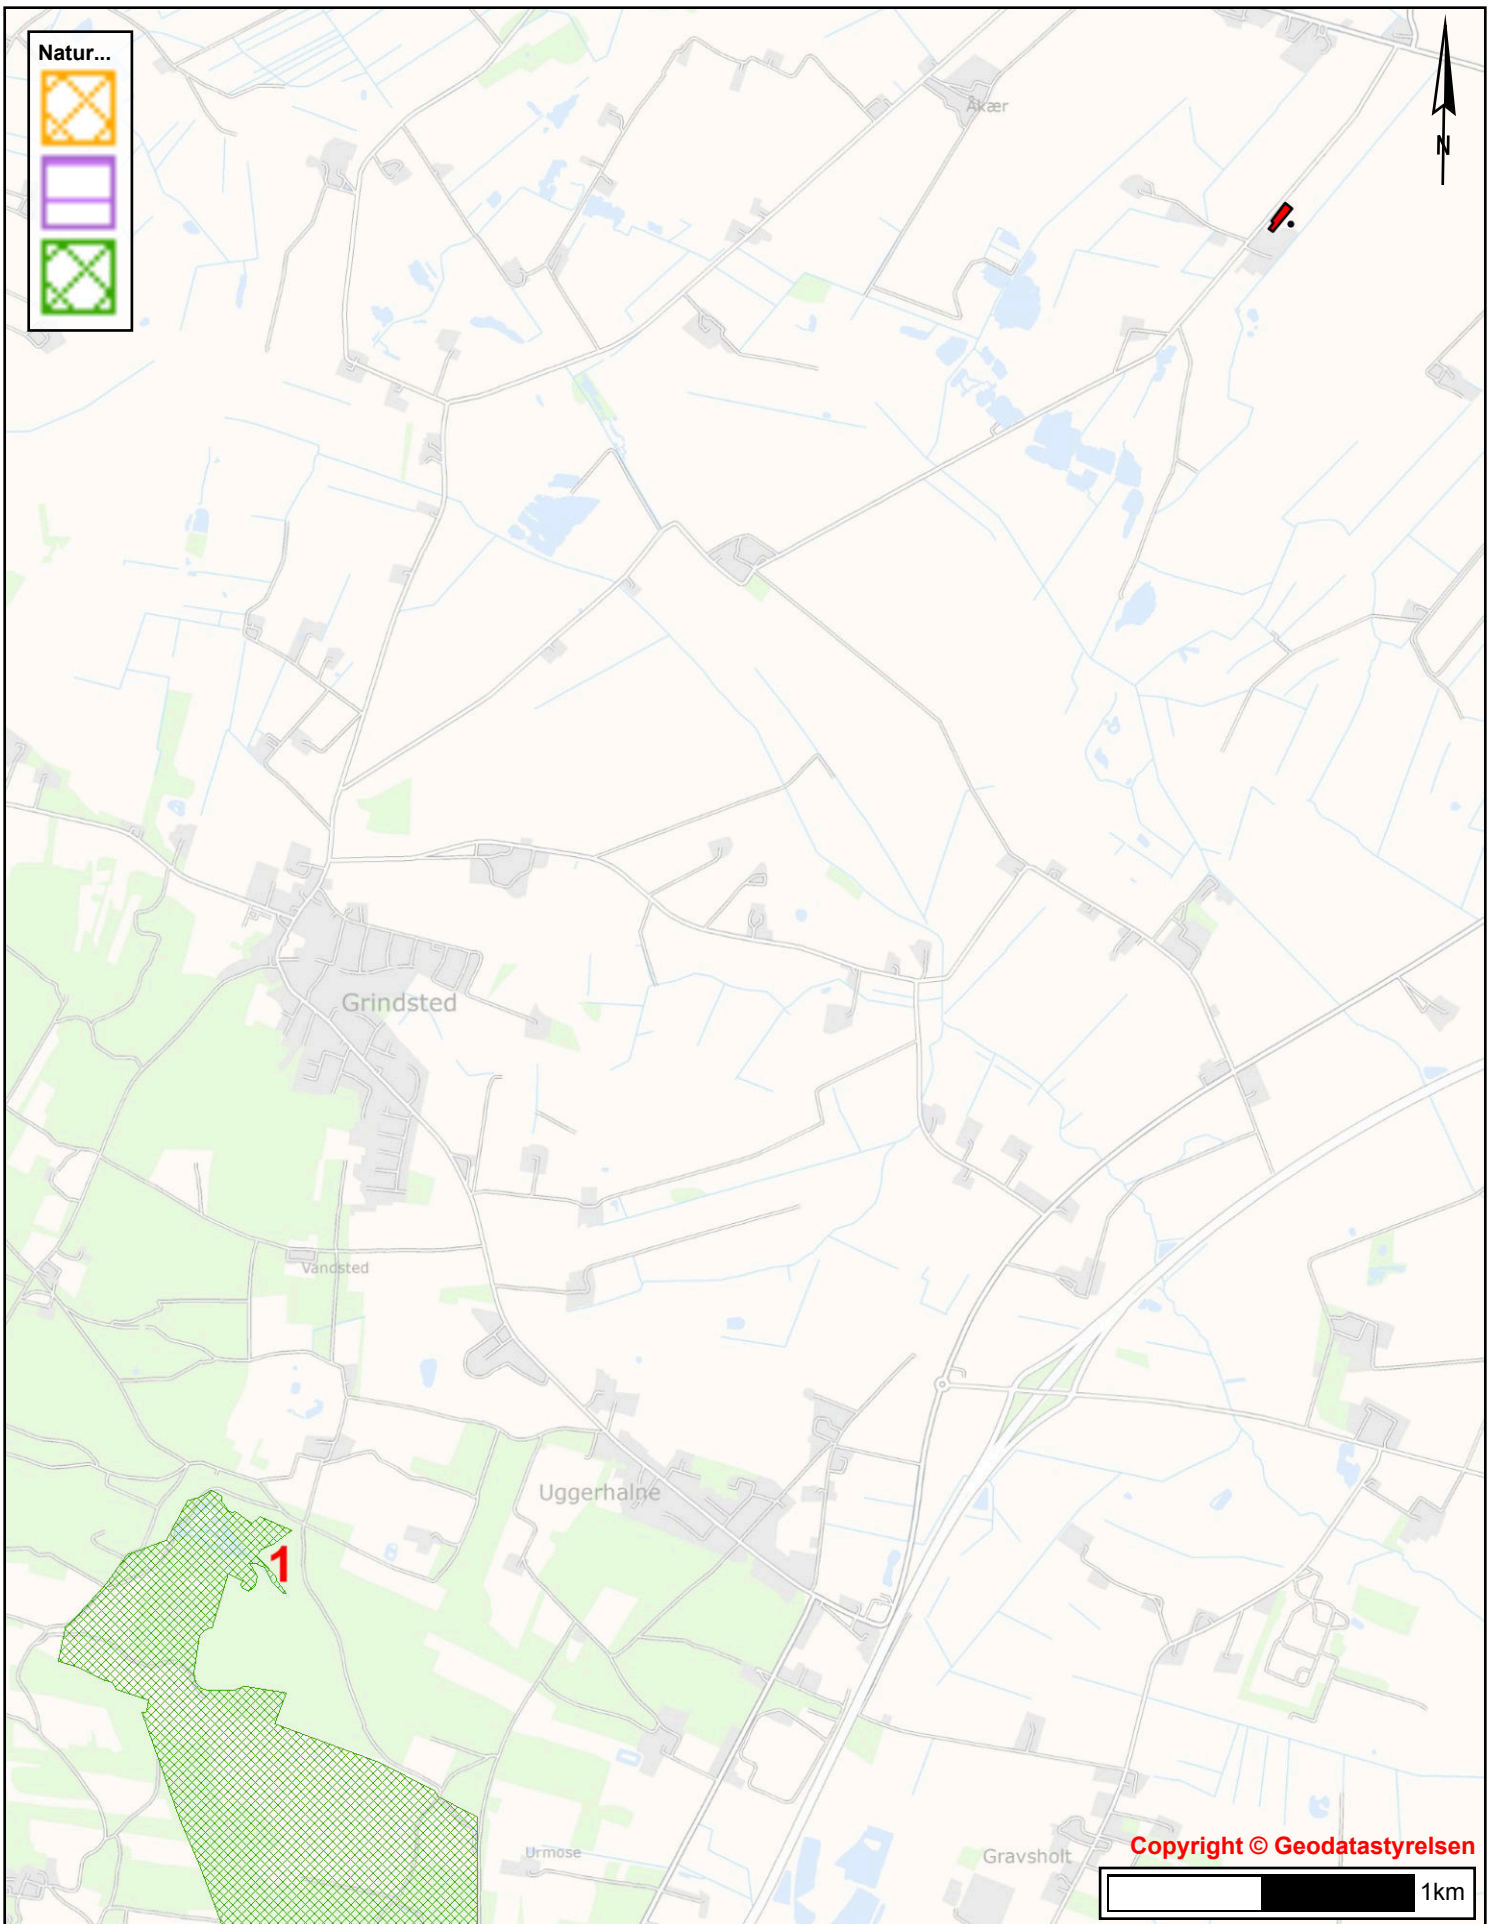 Natur...
Åkær
N
Grindsted
Vandsted
Uggerhalne
1
Urmose
Gravsholt
Copyright © Geodatastyrelsen
1km